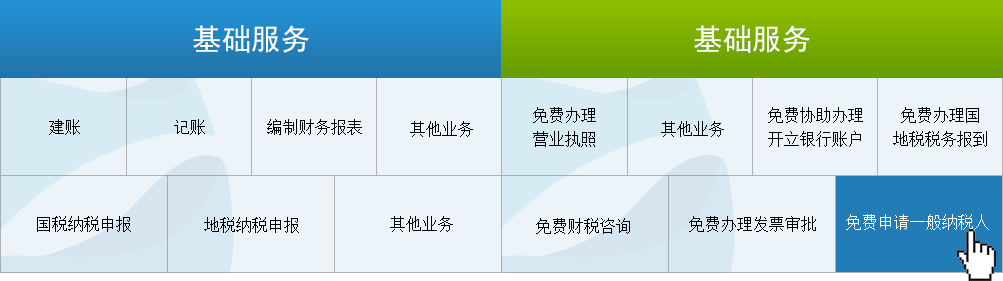 基础服务
基础服务
建账
记账
编制财务报表
其他业务
免费办理
营业执照
其他业务
免费协助办理
开立银行账户
免费办理国
地税税务报到
国税纳税申报
地税纳税申报
其他业务
免费财税咨询
免费办理发票审批
免费申请一般纳税人